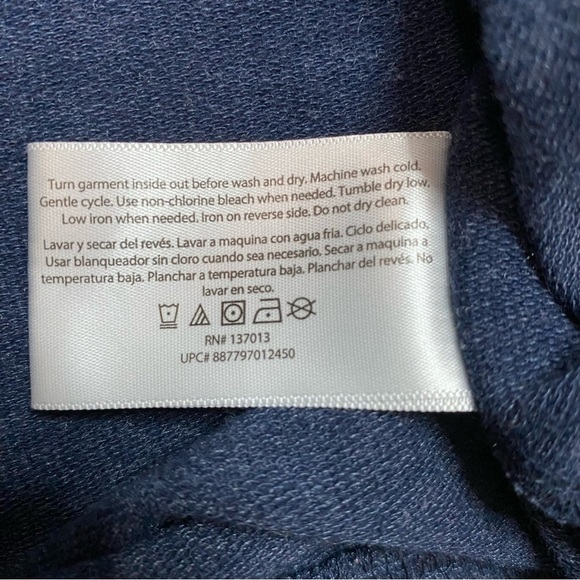 Turn garment inside out before wash and dry. Machine wash cold.
Gentle cycle. Use non-chlorine bleach when needed. Tumble dry low.
Low iron when needed. Iron on reverse side. Do not dry clean.
Lavar y secar del revés. Lavar a maquina con agua fria. Ciclo delicado.
Usar blanqueador sin cloro cuando sea necesario. Secar a maquina a
temperatura baja. Planchar a temperatura baja. Planchar del revés. No
lavar en seco.
RN# 137013
UPC# 887797012450